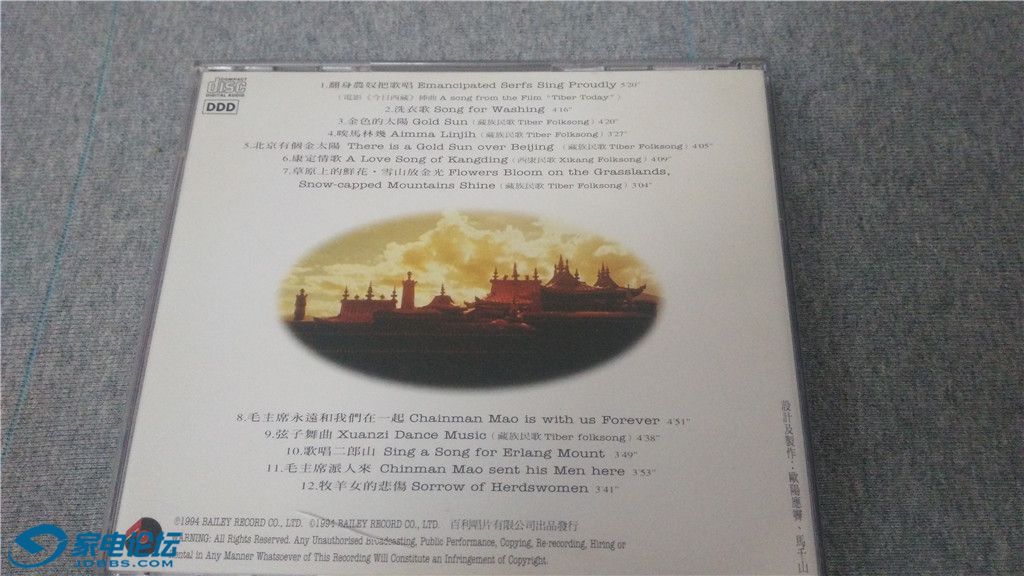 COMPACT
disc
DIGITAL AUDIO
DDD
1.翻身農奴把歌唱 Emancipated Serfs Sing Proudly 5'20"
(電影《今日西藏》插曲 A song from the Film "Tiber Today")
2.洗衣歌 Song for Washing 4'16"
3.金色的太陽 Gold Sun (藏族民歌 Tiber Folksong) 4'20"
4.唉馬林幾 Aimma Linjih (藏族民歌 Tiber Folksong) 3'27"
5.北京有個金太陽 There is a Gold Sun over Beijing (藏族民歌 Tiber Folksong) 4'05"
6.康定情歌 A Love Song of Kangding (西康民歌 Xikang Folksong) 4'09"
7.草原上的鮮花·雪山放金光 Flowers Bloom on the Grasslands,
Snow-capped Mountains Shine (藏族民歌 Tiber Folksong) 3'04"
8.毛主席永遠和我們在一起 Chainman Mao is with us Forever 4'51"
9.弦子舞曲 Xuanzi Dance Music (藏族民歌 Tiber folksong) 4'38"
10.歌唱二郎山 Sing a Song for Erlang Mount 3'49"
11.毛主席派人來 Chinman Mao sent his Men here 3'53"
12.牧羊女的悲傷 Sorrow of Herdswomen 3'41"
設計及製作：歐陽 馬千山
℗1994 BAILEY RECORD CO., LTD. ©1994 BAILEY RECORD CO., LTD. 百利唱片有限公司出品發行
WARNING: All Rights Reserved. Any Unauthorised Broadcasting, Public Performance, Copying, Re-recording, Hiring or
Rental in Any Manner Whatsoever of This Recording Will Constitute an Infringement of Copyright.
家电论坛
JDBBS.COM